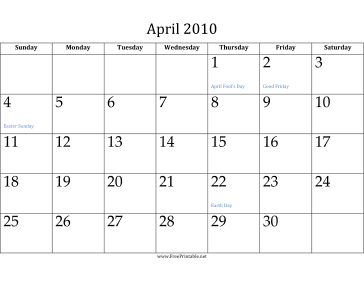 April 2010
Sunday Monday Tuesday Wednesday Thursday Friday Saturday
1 2 3
April Fool's Day Good Friday
4 5 6 7 8 9 10
Easter Sunday
11 12 13 14 15 16 17
18 19 20 21 22 23 24
Earth Day
25 26 27 28 29 30
www.FreePrintable.net